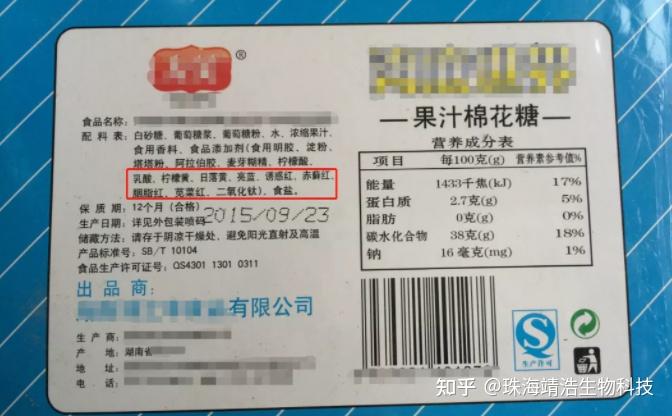 ®
食品名称:
配料表: 白砂糖、葡萄糖浆、葡萄糖粉、水、浓缩果汁、
食用香料、食品添加剂(食用明胶、淀粉、
塔塔粉、阿拉伯胶、麦芽糊精、柠檬酸、
乳酸、柠檬黄、日落黄、亮蓝、诱惑红、赤藓红、
胭脂红、苋菜红、二氧化钛)、食盐。
保质期: 12个月 (合格)
生产日期: 详见外包装喷码
2015/09/23
储藏方法: 请存于阴凉干燥处、避免阳光直射及高温
产品标准号: SB/T 10104
食品生产许可证号: QS4301 1301 0311
出品商:
有限公司
生产商:
产地: 湖南省
地址:
电话:
—果汁棉花糖—
营养成分表
项目 每100克(g) 营养素参考值%
能量 1433千焦(kJ) 17%
蛋白质 2.7克(g) 5%
脂肪 0克(g) 0%
碳水化合物 38克(g) 18%
钠 16毫克(mg) 1%
QS
生产许可
知乎 @珠海靖浩生物科技